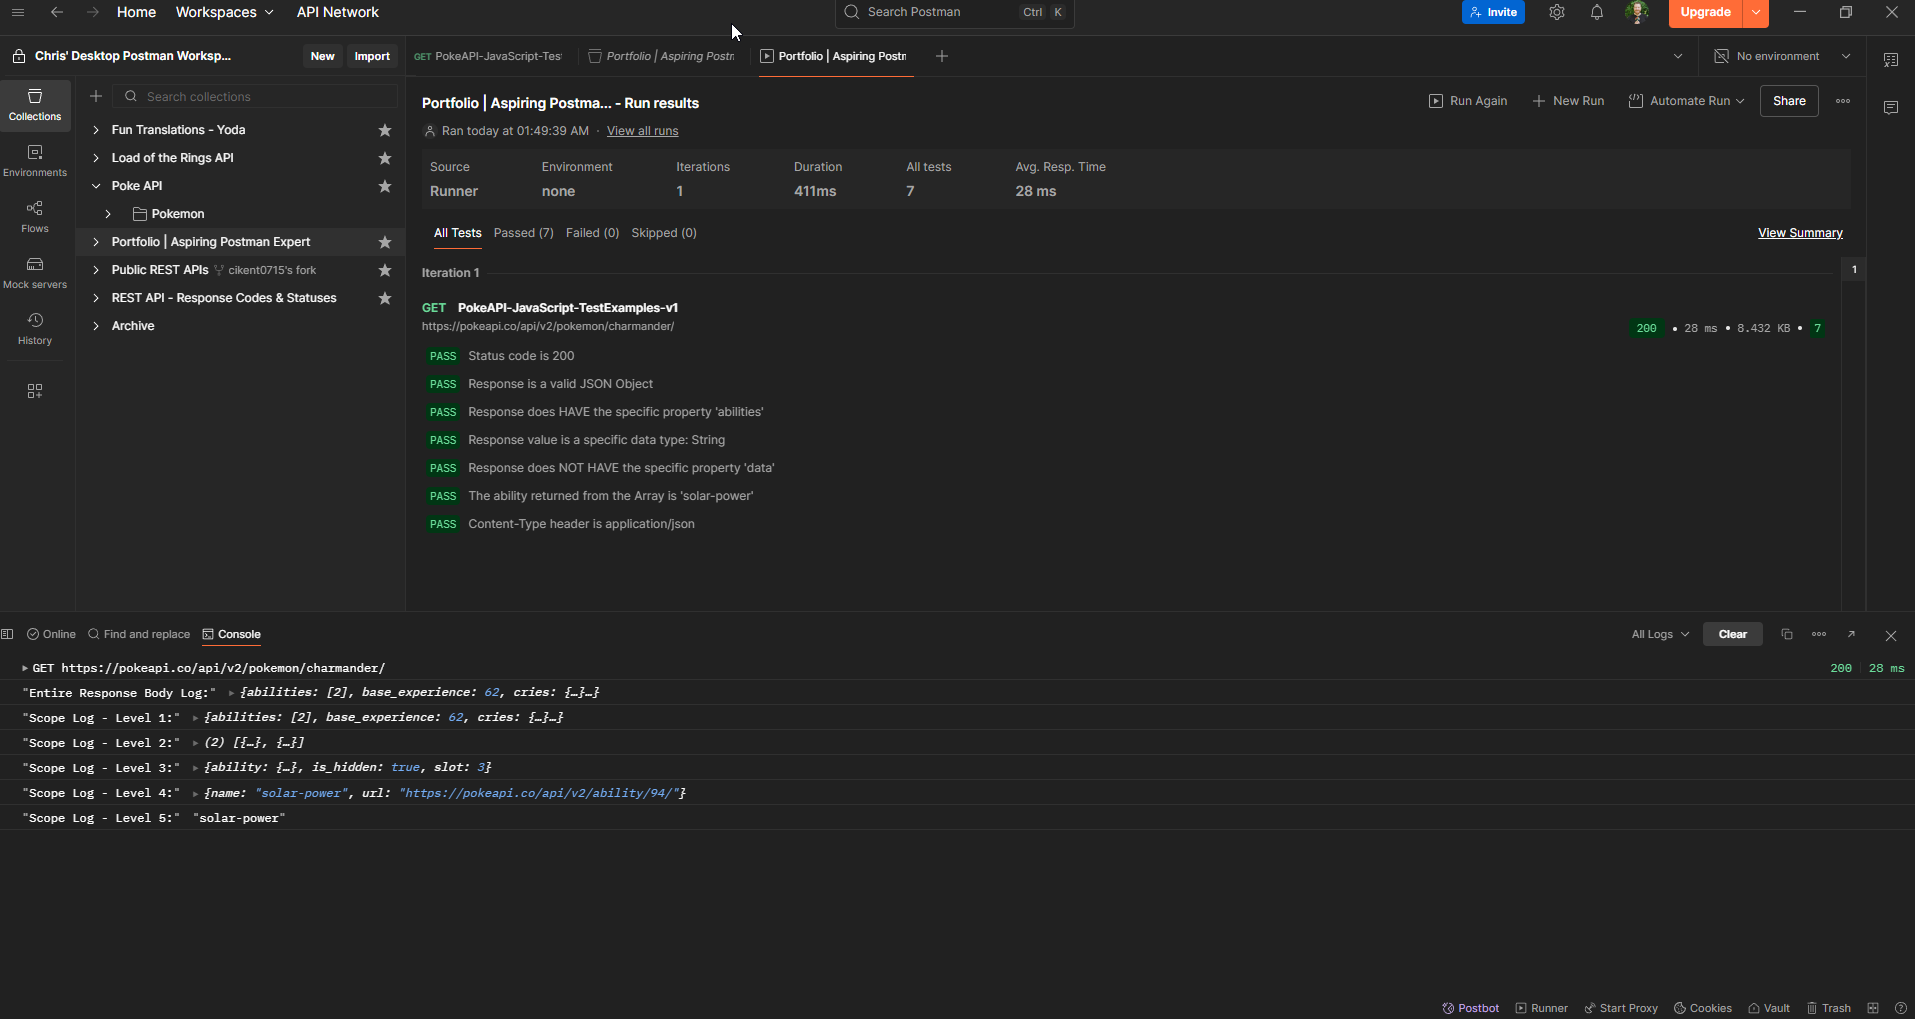 Home Workspaces API Network
Search Postman Ctrl K
Invite
Upgrade
Chris' Desktop Postman Worksp...
New Import
GET PokeAPI-JavaScript-Tes
Portfolio | Aspiring Postn
Portfolio | Aspiring Postn
No environment
Collections
Environments
Flows
Mock servers
History
Search collections
Fun Translations - Yoda
Load of the Rings API
Poke API
Pokemon
Portfolio | Aspiring Postman Expert
Public REST APIs cikent0715's fork
REST API - Response Codes & Statuses
Archive
Portfolio | Aspiring Postma... - Run results
Run Again New Run Automate Run Share
Ran today at 01:49:39 AM · View all runs
Source Environment Iterations Duration All tests Avg. Resp. Time
Runner none 1 411ms 7 28 ms
All Tests Passed (7) Failed (0) Skipped (0) View Summary
Iteration 1
1
GET PokeAPI-JavaScript-TestExamples-v1
https://pokeapi.co/api/v2/pokemon/charmander/
200 • 28 ms • 8.432 KB • 7
PASS Status code is 200
PASS Response is a valid JSON Object
PASS Response does HAVE the specific property 'abilities'
PASS Response value is a specific data type: String
PASS Response does NOT HAVE the specific property 'data'
PASS The ability returned from the Array is 'solar-power'
PASS Content-Type header is application/json
Online Find and replace Console
All Logs Clear
GET https://pokeapi.co/api/v2/pokemon/charmander/ 200 28 ms
"Entire Response Body Log:" {abilities: [2], base_experience: 62, cries: {…}…}
"Scope Log - Level 1:" {abilities: [2], base_experience: 62, cries: {…}…}
"Scope Log - Level 2:" (2) [{…}, {…}]
"Scope Log - Level 3:" {ability: {…}, is_hidden: true, slot: 3}
"Scope Log - Level 4:" {name: "solar-power", url: "https://pokeapi.co/api/v2/ability/94/"}
"Scope Log - Level 5:" "solar-power"
Postbot Runner Start Proxy Cookies Vault Trash